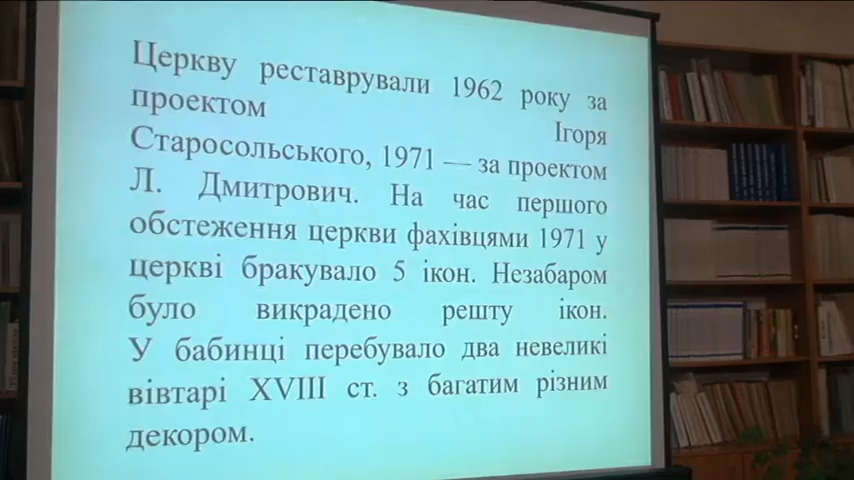 Церкву реставрували 1962 року за
проектом Ігоря
Старосольського, 1971 — за проектом
Л. Дмитрович. На час першого
обстеження церкви фахівцями 1971 у
церкві бракувало 5 ікон. Незабаром
було викрадено решту ікон.
У бабинці перебувало два невеликі
вівтарі XVIII ст. з багатим різним
декором.